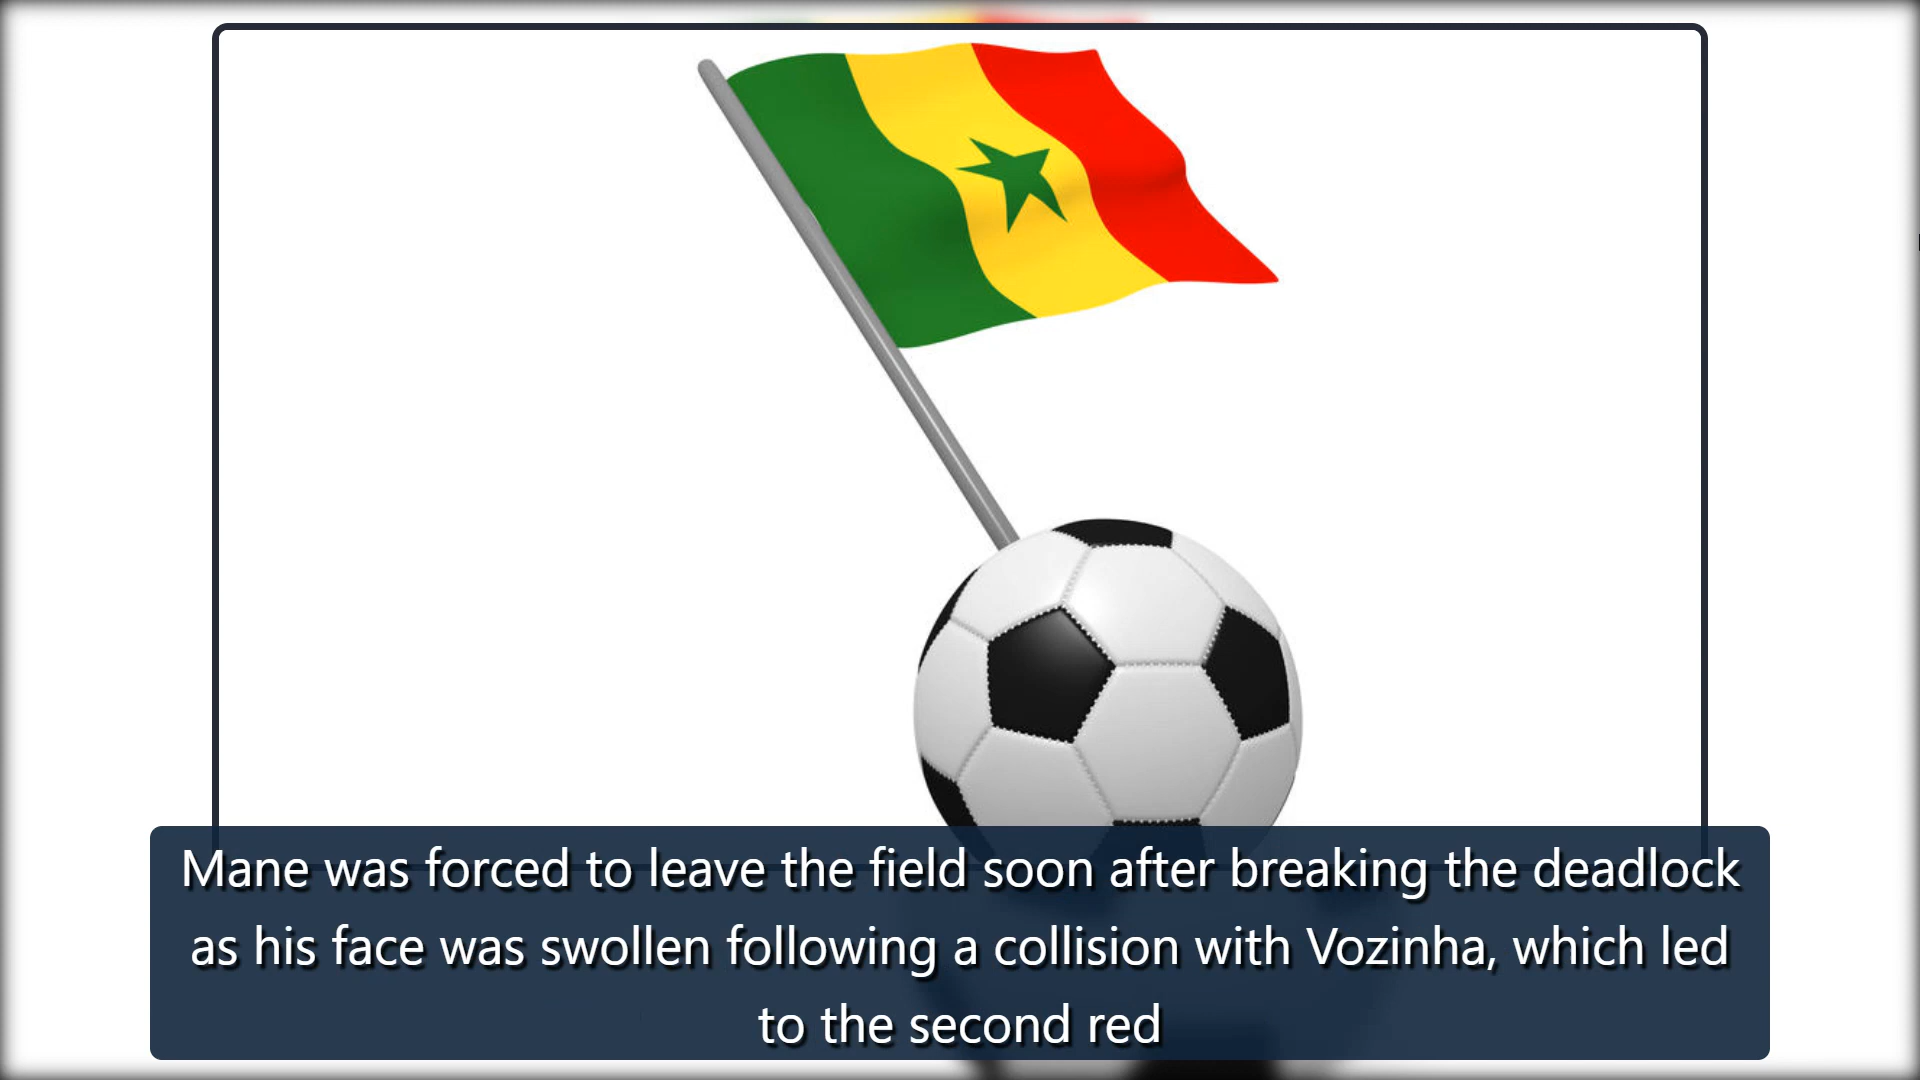 Mane was forced to leave the field soon after breaking the deadlock
as his face was swollen following a collision with Vozinha, which led
to the second red